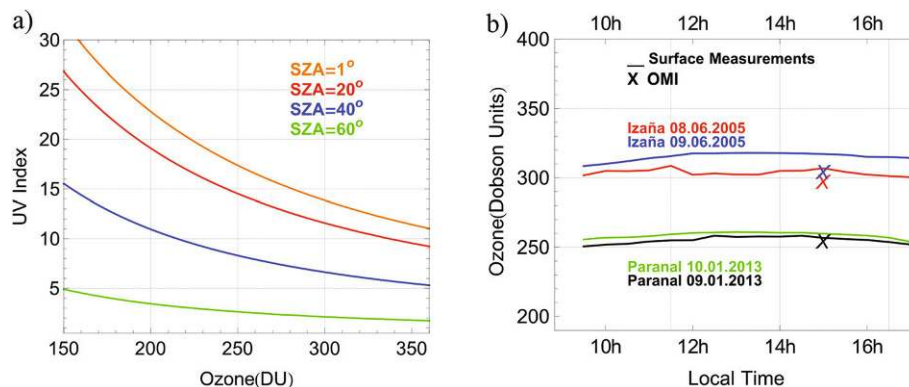 a)
30
25
20
15
10
5
150
200
250
300
350
UV Index
Ozone(DU)
SZA=1°
SZA=20°
SZA=40°
SZA=60°
b)
10h
12h
14h
16h
400
350
300
250
200
Ozone(Dobson Units)
__ Surface Measurements
X OMI
Izaña 08.06.2005
Izaña 09.06.2005
Paranal 10.01.2013
Paranal 09.01.2013
10h
12h
14h
16h
Local Time